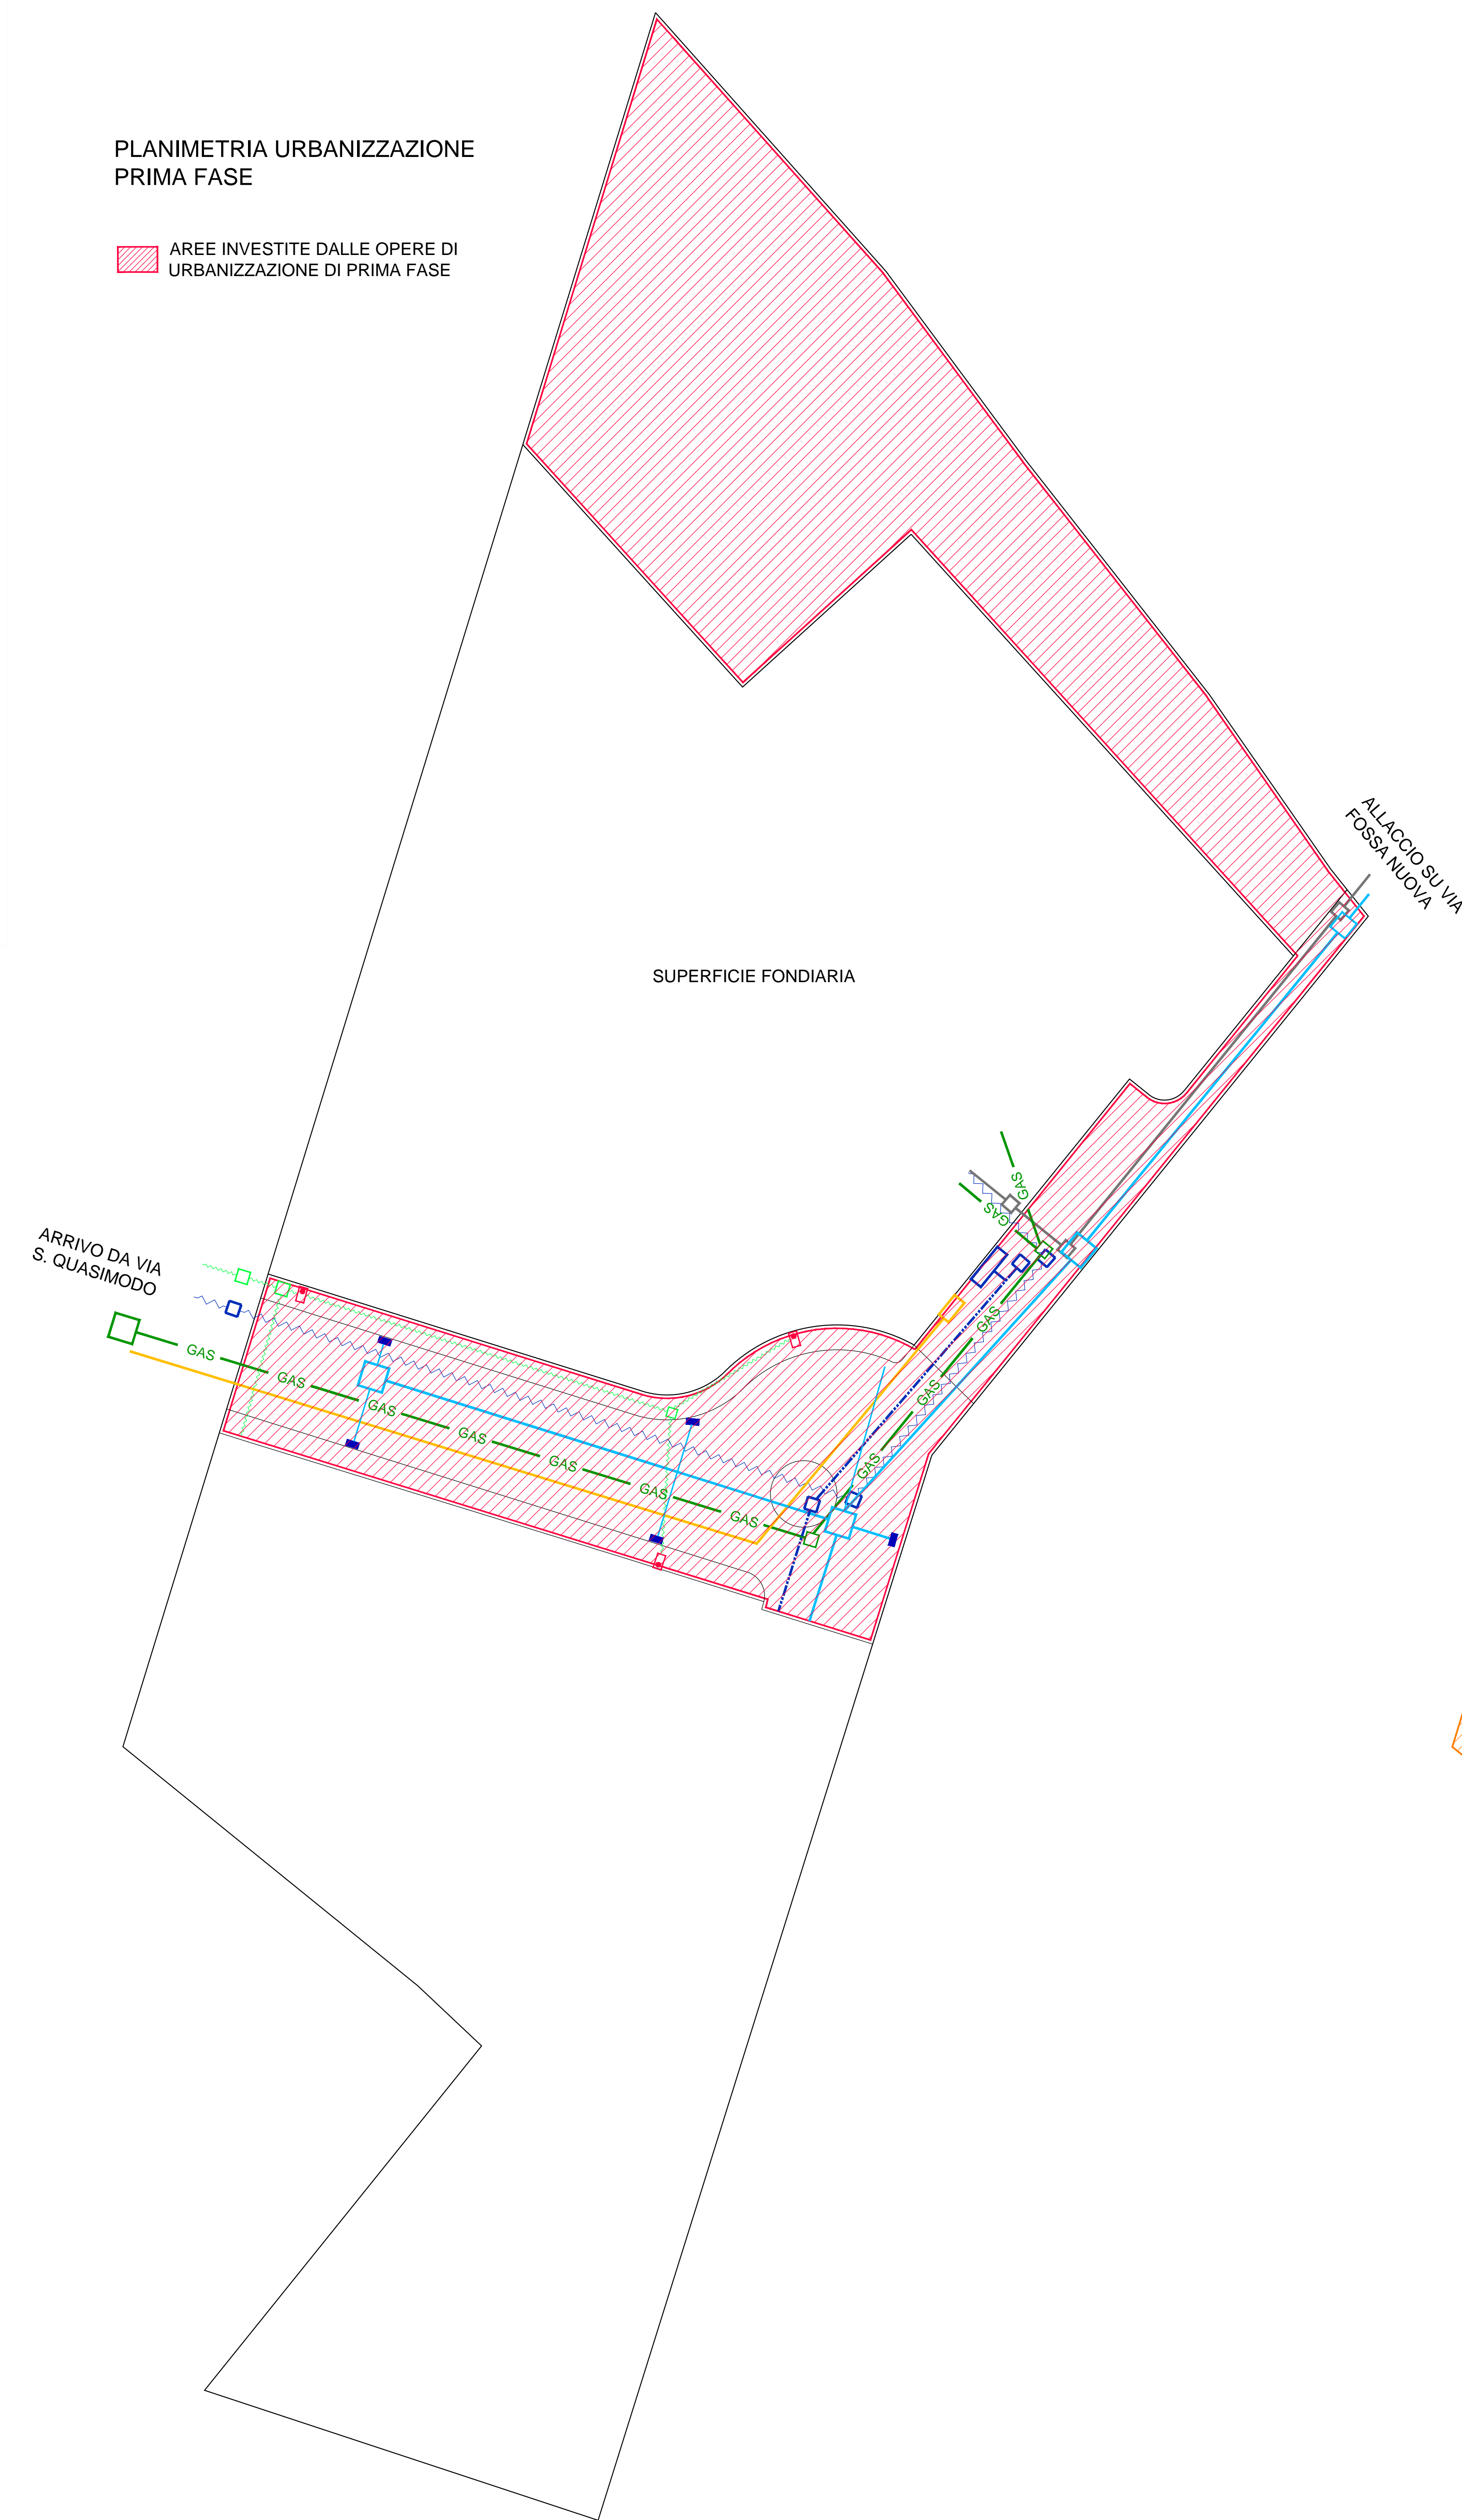 PLANIMETRIA URBANIZZAZIONE
PRIMA FASE
AREE INVESTITE DALLE OPERE DI
URBANIZZAZIONE DI PRIMA FASE
ALLACCIO SU VIA
FOSSA NUOVA
SUPERFICIE FONDIARIA
GAS
GAS
ARRIVO DA VIA
S. QUASIMODO
GAS
GAS
GAS
GAS
GAS
GAS
GAS
GAS
GAS
GAS